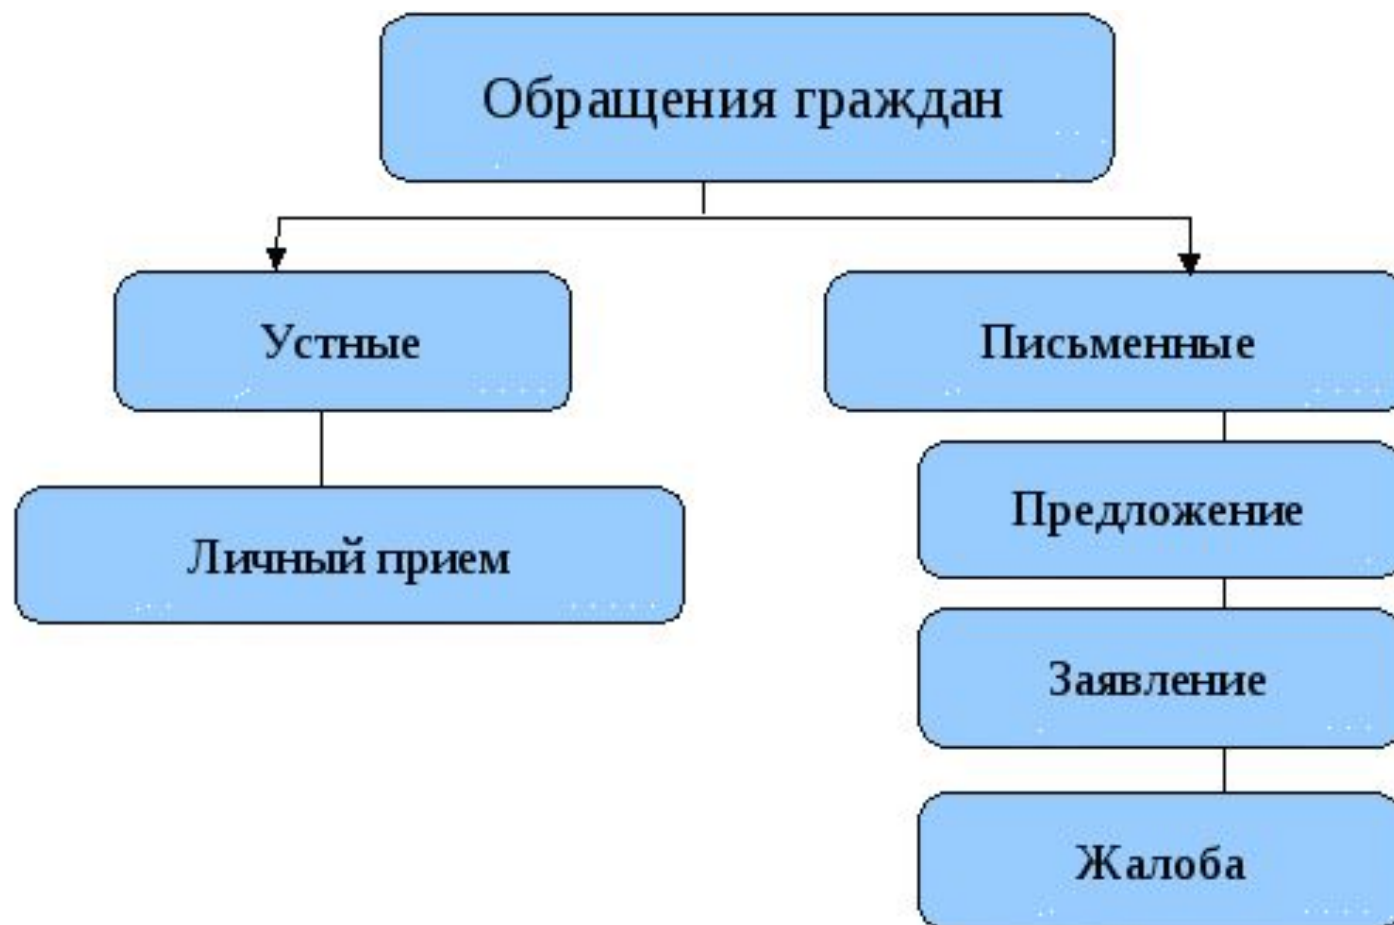 Обращения граждан
Устные
Письменные
Личный прием
Предложение
Заявление
Жалоба